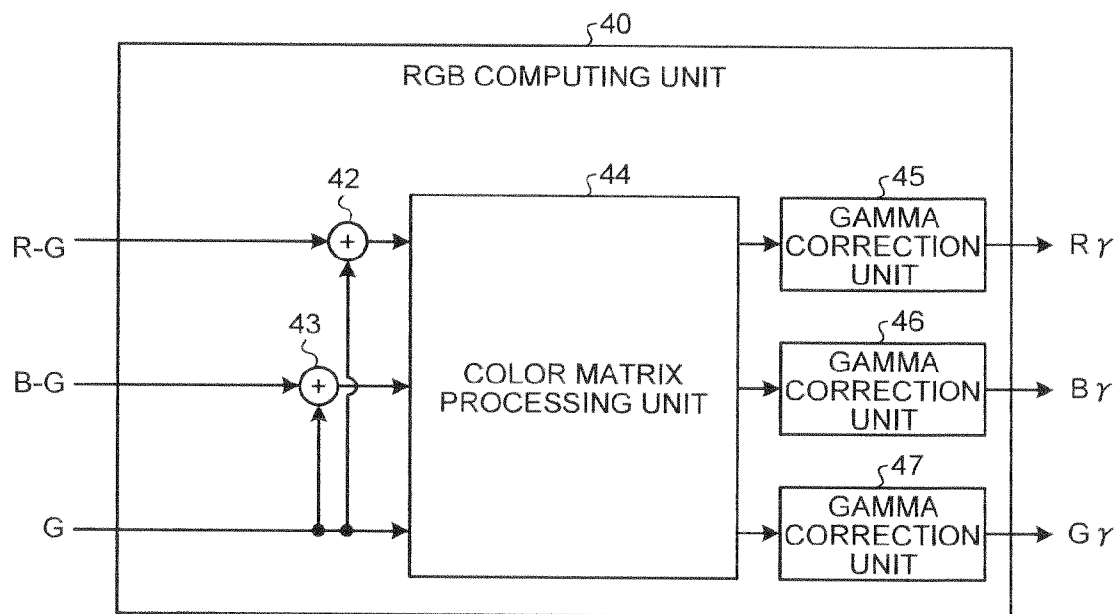 40
RGB COMPUTING UNIT
42
44
45
GAMMA
CORRECTION
UNIT
R-G
+
Rγ
43
46
B-G
+
COLOR MATRIX
PROCESSING UNIT
GAMMA
CORRECTION
UNIT
Bγ
47
G
GAMMA
CORRECTION
UNIT
Gγ